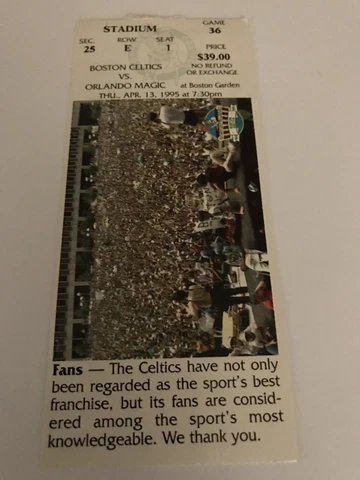 STADIUM
GAME
36
SEC. ROW SEAT
25 E 1
PRICE
$39.00
BOSTON CELTICS
VS.
ORLANDO MAGIC
NO REFUND
OR EXCHANGE
at Boston Garden
THU., APR. 13, 1995 at 7:30pm
Fans — The Celtics have not only
been regarded as the sport's best
franchise, but its fans are consid-
ered among the sport's most
knowledgeable. We thank you.